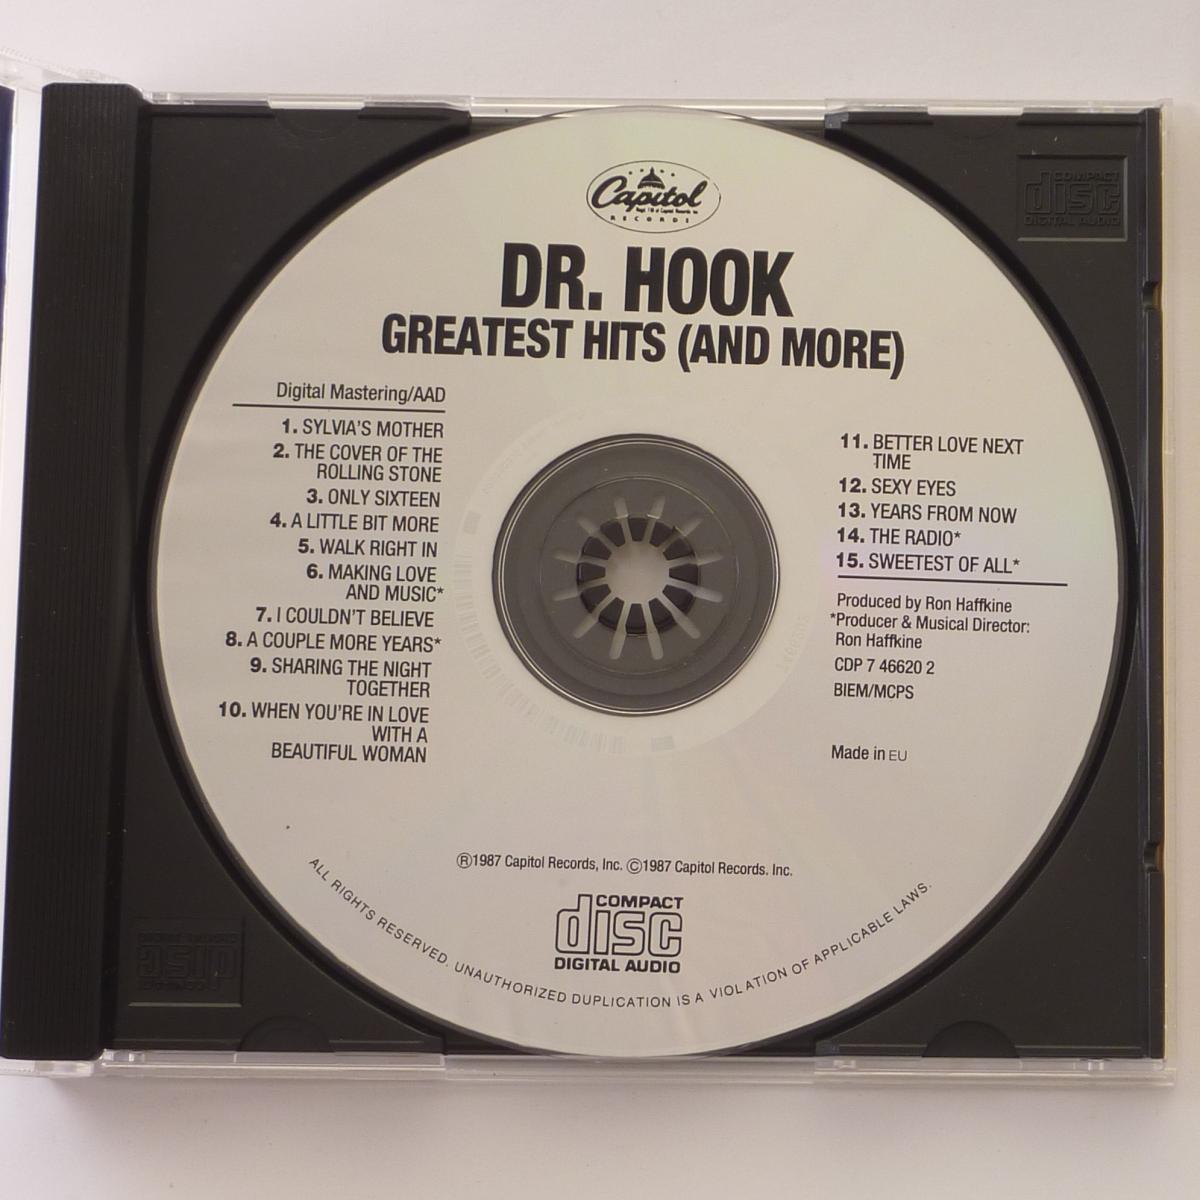 Capitol
RECORDS
DR. HOOK
GREATEST HITS (AND MORE)
Digital Mastering/AAD
1. SYLVIA'S MOTHER
2. THE COVER OF THE
ROLLING STONE
3. ONLY SIXTEEN
4. A LITTLE BIT MORE
5. WALK RIGHT IN
6. MAKING LOVE
AND MUSIC*
7. I COULDN'T BELIEVE
8. A COUPLE MORE YEARS*
9. SHARING THE NIGHT
TOGETHER
10. WHEN YOU'RE IN LOVE
WITH A
BEAUTIFUL WOMAN
11. BETTER LOVE NEXT
TIME
12. SEXY EYES
13. YEARS FROM NOW
14. THE RADIO*
15. SWEETEST OF ALL*
Produced by Ron Haffkine
*Producer & Musical Director:
Ron Haffkine
CDP 7 46620 2
BIEM/MCPS
Made in EU
Ⓡ1987 Capitol Records, Inc. ©1987 Capitol Records. Inc.
COMPACT
disc
DIGITAL AUDIO
ALL RIGHTS RESERVED. UNAUTHORIZED DUPLICATION IS A VIOLATION OF APPLICABLE LAWS.
COMPACT
disc
DIGITAL AUDIO